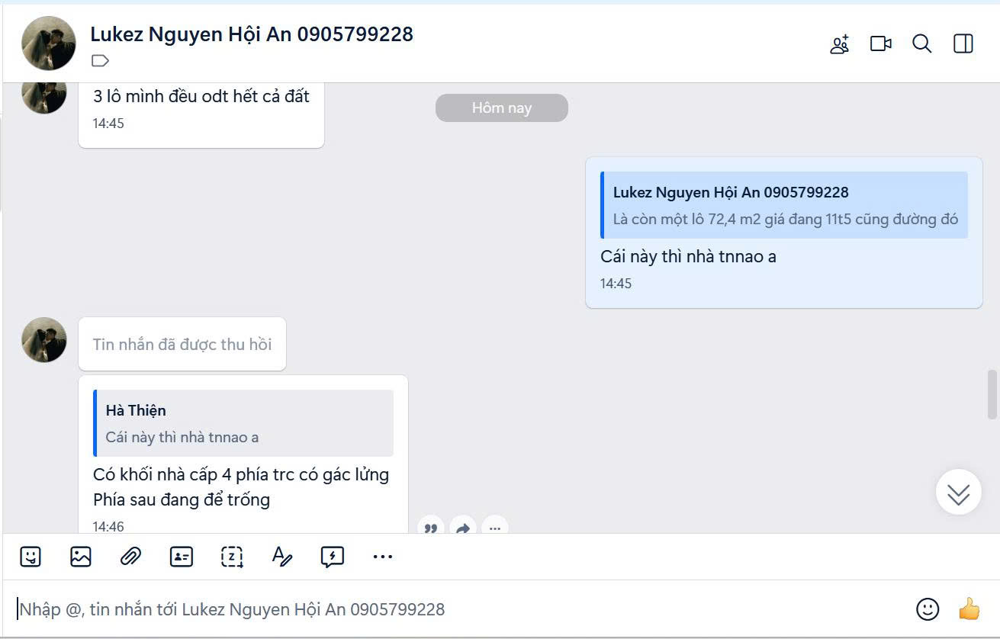 Lukez Nguyen Hội An 0905799228
3 lô mình đều odt hết cả đất
14:45
Hôm nay
Lukez Nguyen Hội An 0905799228
Là còn một lô 72,4 m2 giá đang 11t5 cũng đường đó
Cái này thì nhà tnnao a
14:45
Tin nhắn đã được thu hồi
Hà Thiện
Cái này thì nhà tnnao a
Có khối nhà cấp 4 phía trc có gác lửng
Phía sau đang để trống
14:46
Nhập @, tin nhắn tới Lukez Nguyen Hội An 0905799228